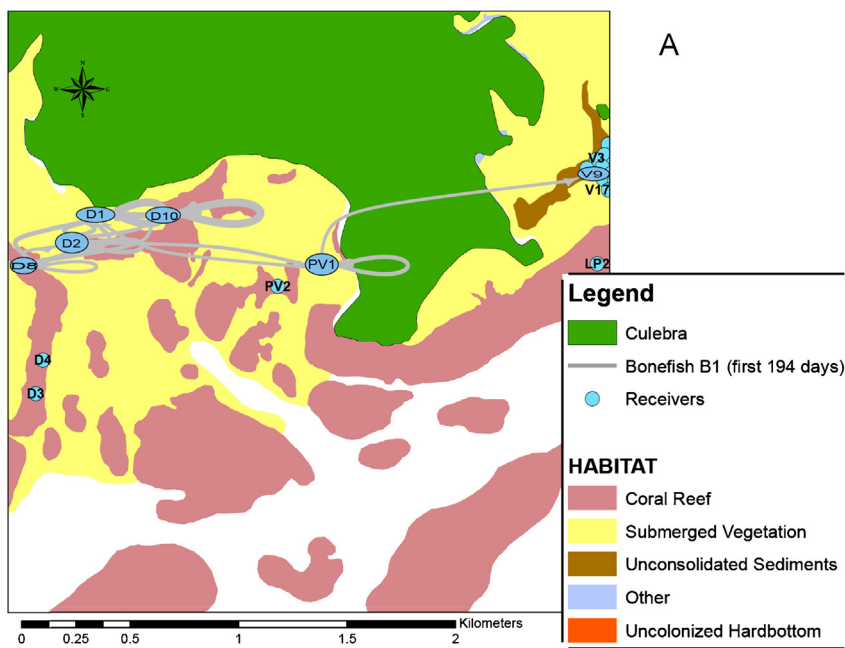 A
N
W
E
S
V3
V9
V17
D1
D10
D2
D8
PV1
LP2
PV2
D4
D3
Legend
Culebra
Bonefish B1 (first 194 days)
Receivers
HABITAT
Coral Reef
Submerged Vegetation
Unconsolidated Sediments
Other
Uncolonized Hardbottom
Kilometers
0 0.25 0.5 1 1.5 2